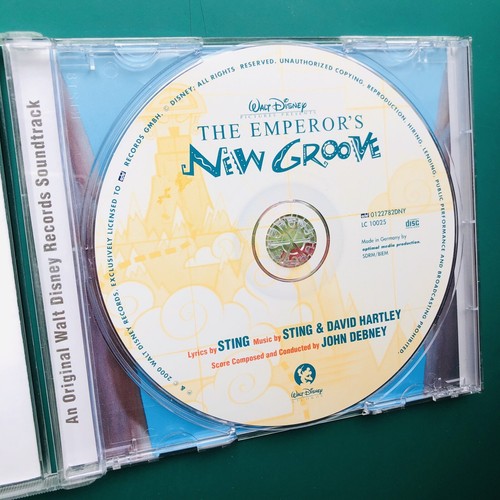 An Original Walt Disney Records Soundtrack
℗ & © 2000 WALT DISNEY RECORDS. EXCLUSIVELY LICENSED TO edel RECORDS GMBH. © DISNEY. ALL RIGHTS RESERVED. UNAUTHORIZED COPYING, REPRODUCTION, HIRING, LENDING, PUBLIC PERFORMANCE AND BROADCASTING PROHIBITED.
WALT DISNEY
PICTURES PRESENTS
THE EMPEROR'S
NEW GROOVE
edel 0122782DNY
LC 10025
disc
Made in Germany by
optimal media production
SDRM/BIEM
Lyrics by STING Music by STING & DAVID HARTLEY
Score Composed and Conducted by JOHN DEBNEY
WALT DISNEY